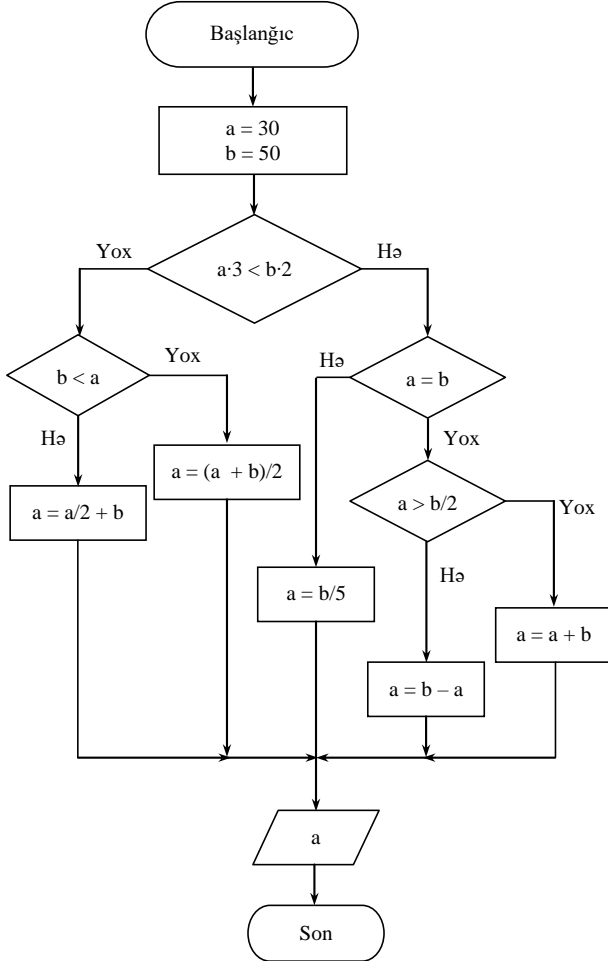 Başlanğıc
a = 30
b = 50
a·3 < b·2
Yox
Hə
b < a
Yox
Hə
a = a/2 + b
a = (a + b)/2
a = b
Hə
Yox
a > b/2
Yox
Hə
a = b/5
a = a + b
a = b – a
a
Son